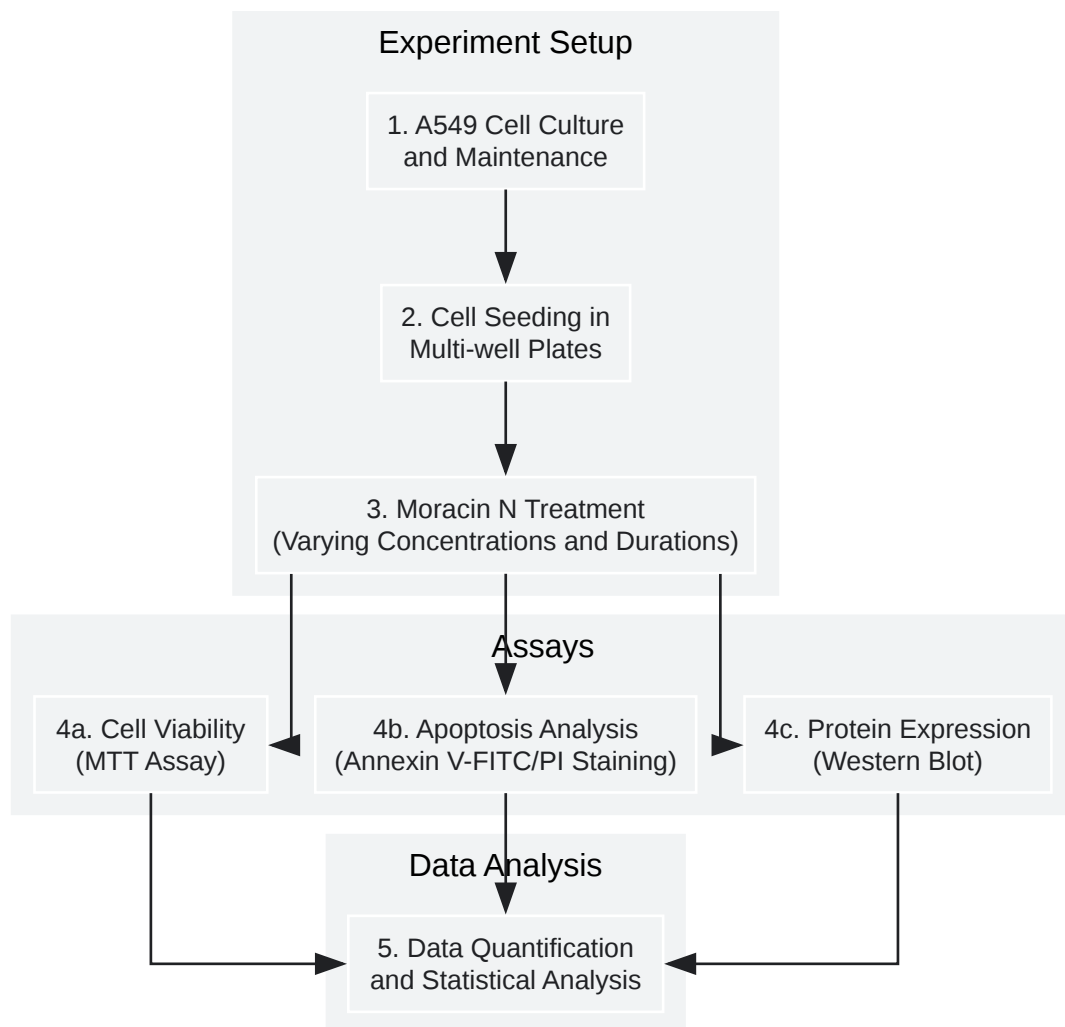 Experiment Setup
1. A549 Cell Culture
and Maintenance
2. Cell Seeding in
Multi-well Plates
3. Moracin N Treatment
(Varying Concentrations and Durations)
Assays
4a. Cell Viability
(MTT Assay)
4b. Apoptosis Analysis
(Annexin V-FITC/PI Staining)
4c. Protein Expression
(Western Blot)
Data Analysis
5. Data Quantification
and Statistical Analysis